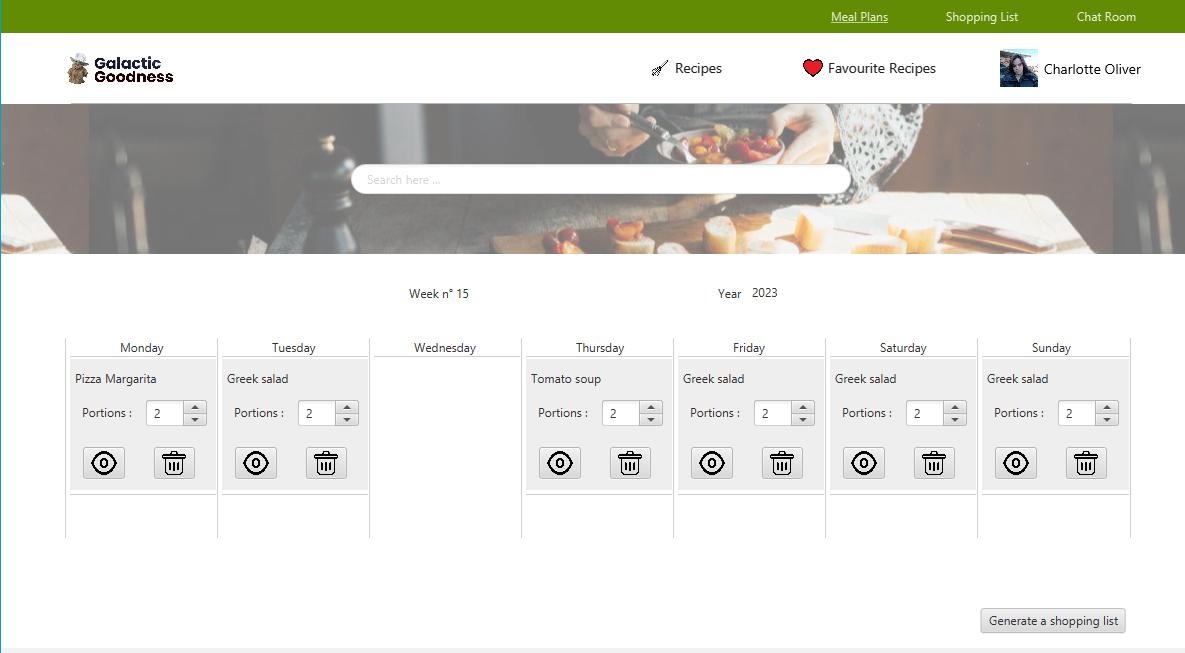 Meal Plans Shopping List Chat Room
Galactic
Goodness
Recipes Favourite Recipes Charlotte Oliver
Search here ...
Week n° 15 Year 2023
Monday Tuesday Wednesday Thursday Friday Saturday Sunday
Pizza Margarita Greek salad Tomato soup Greek salad Greek salad Greek salad
Portions : 2 Portions : 2 Portions : 2 Portions : 2 Portions : 2 Portions : 2
Generate a shopping list